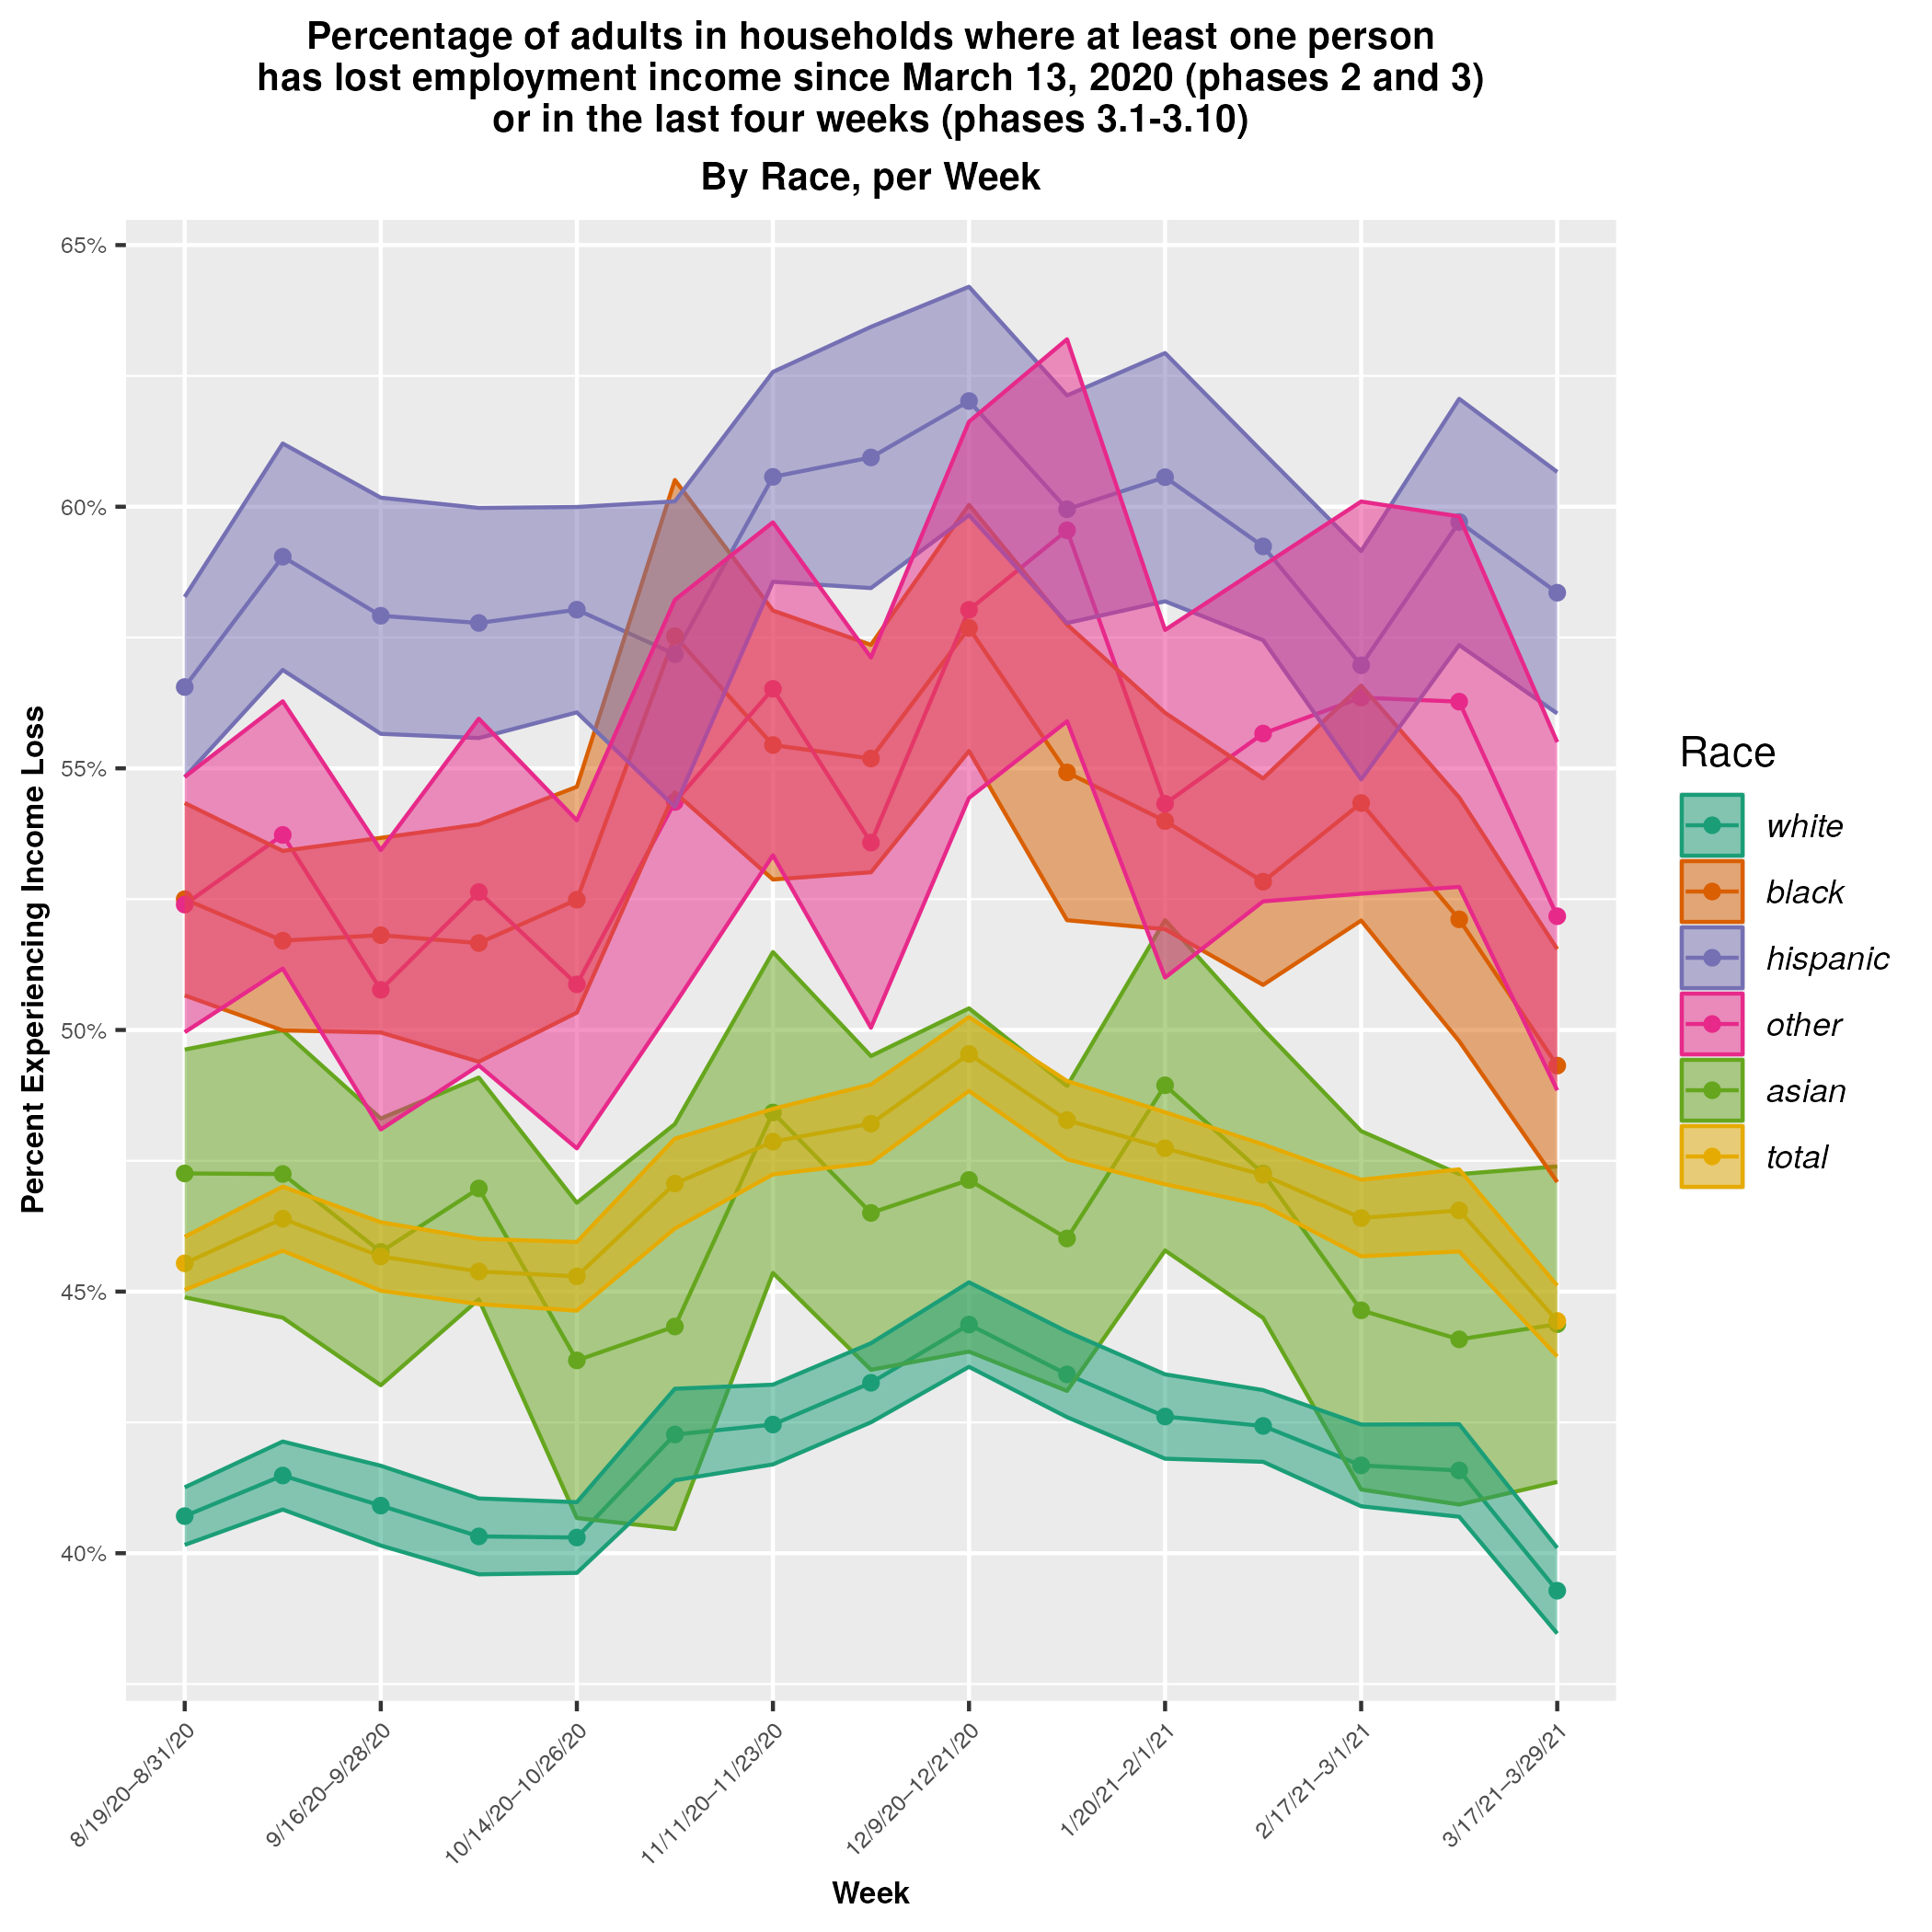 Percentage of adults in households where at least one person
has lost employment income since March 13, 2020 (phases 2 and 3)
or in the last four weeks (phases 3.1-3.10)
By Race, per Week
Percent Experiencing Income Loss
65%
60%
55%
50%
45%
40%
8/19/20–8/31/20
9/16/20–9/28/20
10/14/20–10/26/20
11/11/20–11/23/20
12/9/20–12/21/20
1/20/21–2/1/21
2/17/21–3/1/21
3/17/21–3/29/21
Week
Race
white
black
hispanic
other
asian
total